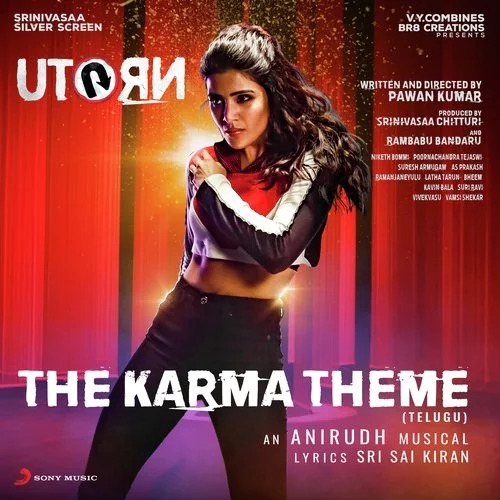 SRINIVASAA
SILVER SCREEN
V.Y.COMBINES
BR8 CREATIONS
PRESENTS
UTURN
WRITTEN AND DIRECTED BY
PAWAN KUMAR
PRODUCED BY
SRINIVASAA CHITTURI
AND
RAMBABU BANDARU
NIKETH BOMMI POORNACHANDRA TEJASWI
SURESH ARMUGAM AS PRAKASH
RAMANJANEYULU LATHA TARUN BHEEM
KAVIN BALA SURI RAVI
VIVEKVASU VAMSI SHEKAR
THE KARMA THEME
(TELUGU)
AN ANIRUDH MUSICAL
LYRICS SRI SAI KIRAN
SONY MUSIC